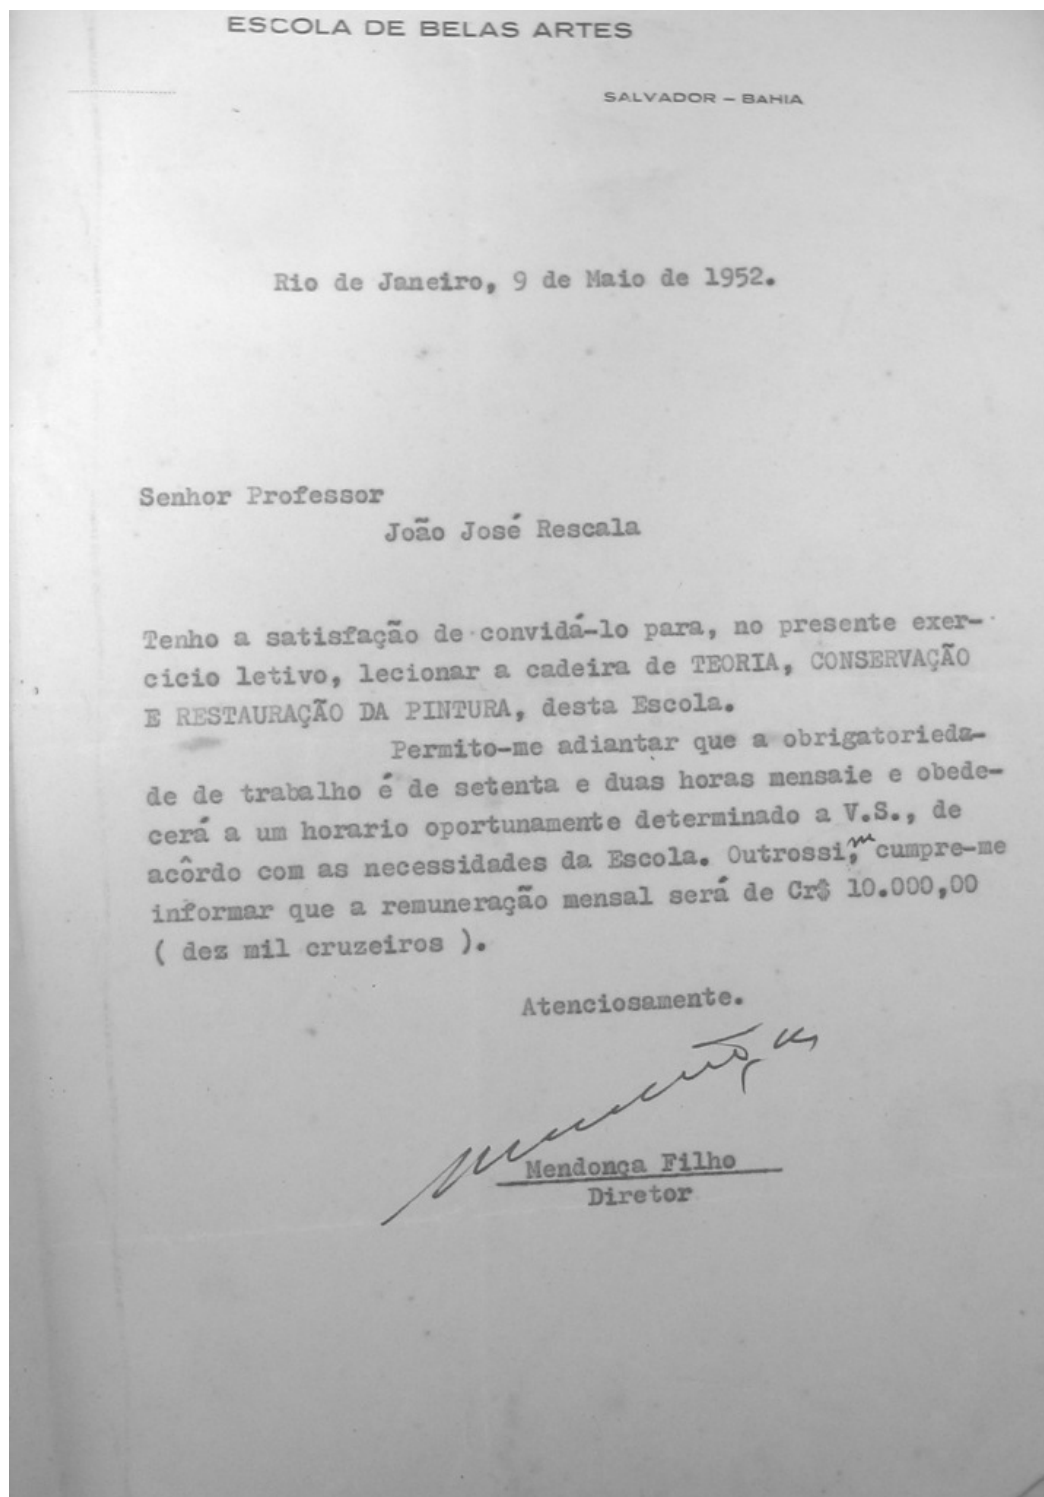 ESCOLA DE BELAS ARTES
SALVADOR – BAHIA
Rio de Janeiro, 9 de Maio de 1952.
Senhor Professor
João José Rescala
Tenho a satisfação de convidá-lo para, no presente exer-
cicio letivo, lecionar a cadeira de TEORIA, CONSERVAÇÃO
E RESTAURAÇÃO DA PINTURA, desta Escola.
Permito-me adiantar que a obrigatorieda-
de de trabalho é de setenta e duas horas mensaie e obede-
cerá a um horario oportunamente determinado a V.S., de
acôrdo com as necessidades da Escola. Outrossim, cumpre-me
informar que a remuneração mensal será de Cr$ 10.000,00
( dez mil cruzeiros ).
Atenciosamente.
Mendonça Filho
Diretor